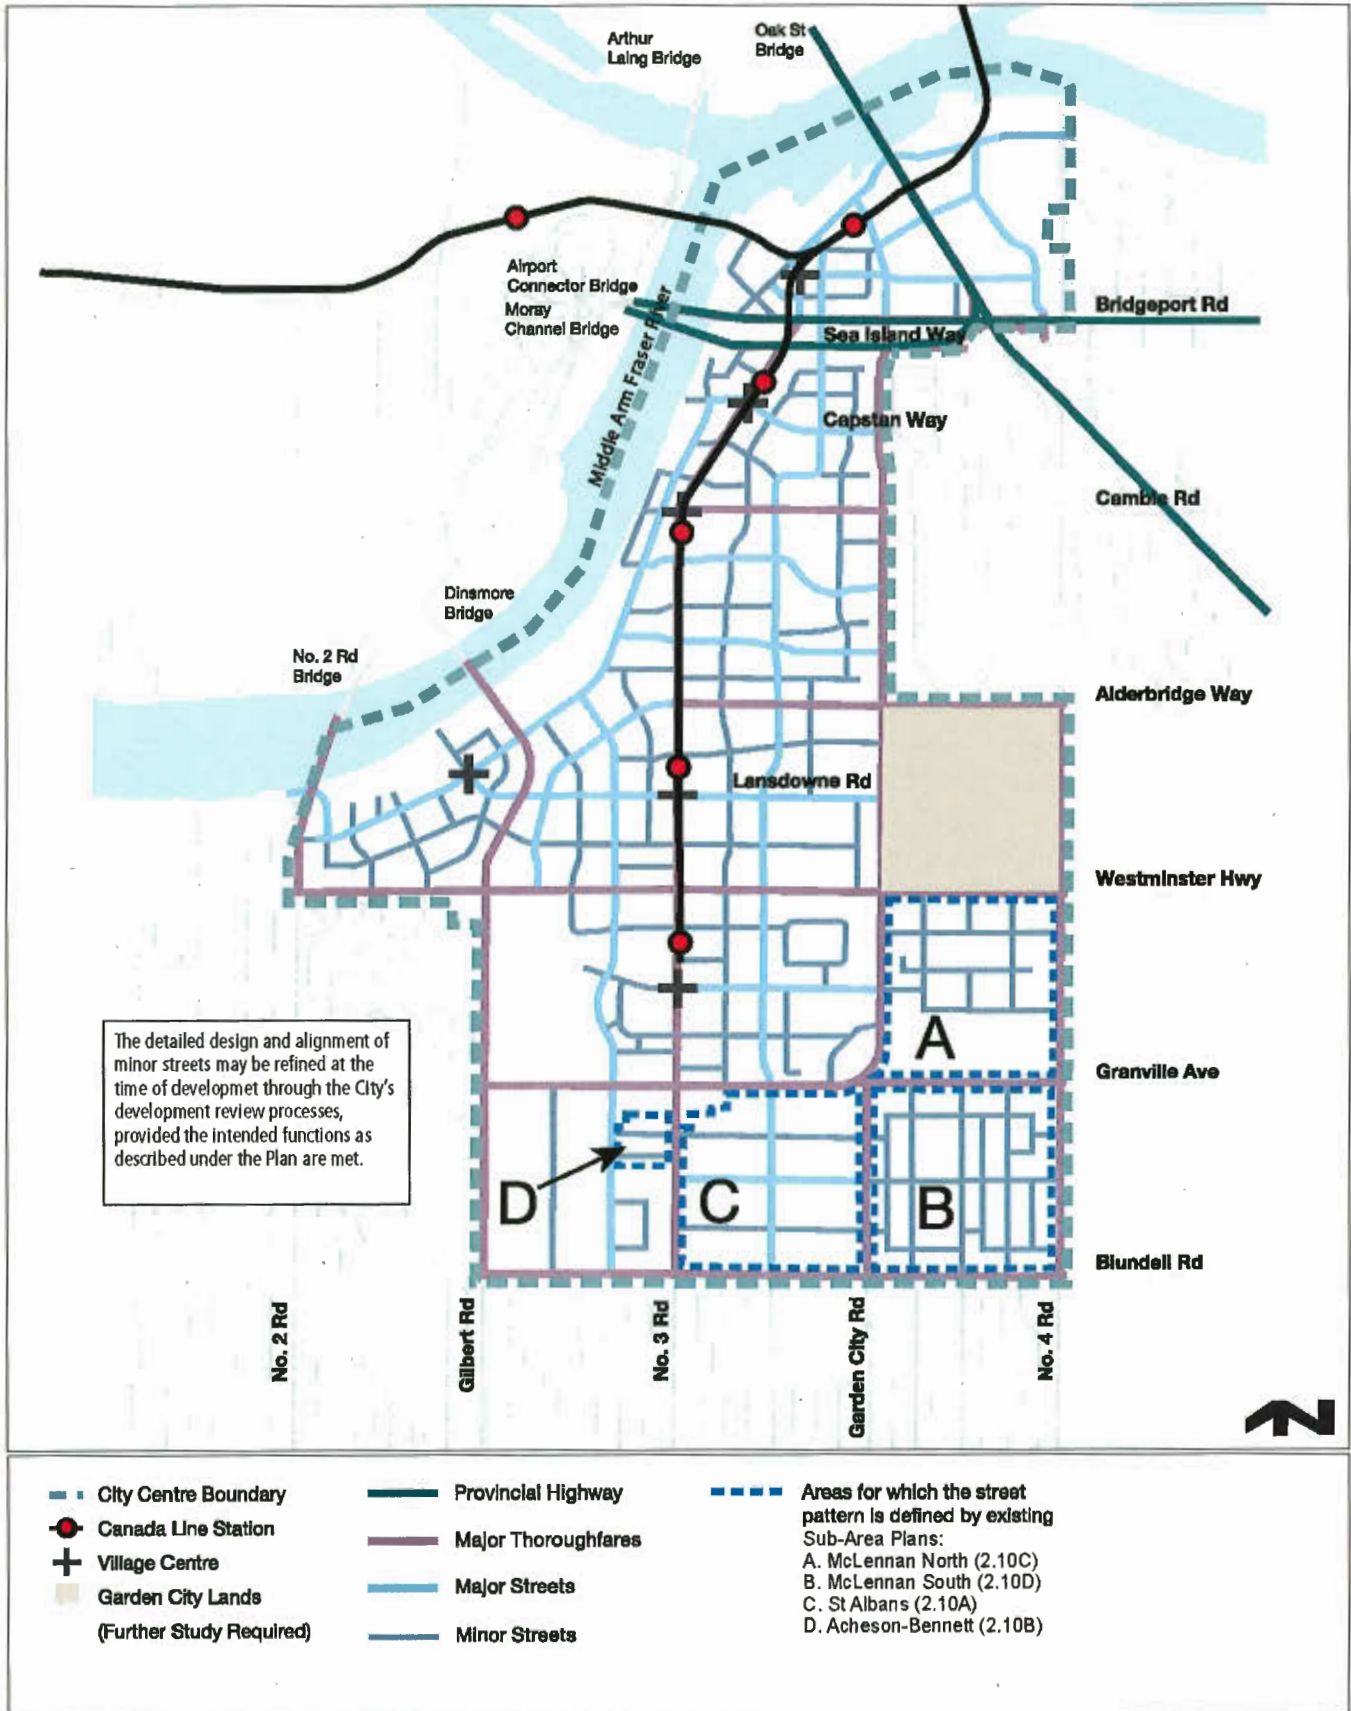 Arthur
Laing Bridge
Oak St
Bridge
Airport
Connector Bridge
Moray
Channel Bridge
Middle Arm Fraser River
Bridgeport Rd
Sea Island Way
Capstan Way
Cambie Rd
Dinsmore
Bridge
No. 2 Rd
Bridge
Alderbridge Way
Lansdowne Rd
Westminster Hwy
The detailed design and alignment of
minor streets may be refined at the
time of developmet through the City's
development review processes,
provided the intended functions as
described under the Plan are met.
A
Granville Ave
D
C
B
Blundell Rd
No. 2 Rd
Gilbert Rd
No. 3 Rd
Garden City Rd
No. 4 Rd
N
City Centre Boundary
Canada Line Station
Village Centre
Garden City Lands
(Further Study Required)
Provincial Highway
Major Thoroughfares
Major Streets
Minor Streets
Areas for which the street
pattern is defined by existing
Sub-Area Plans:
A. McLennan North (2.10C)
B. McLennan South (2.10D)
C. St Albans (2.10A)
D. Acheson-Bennett (2.10B)